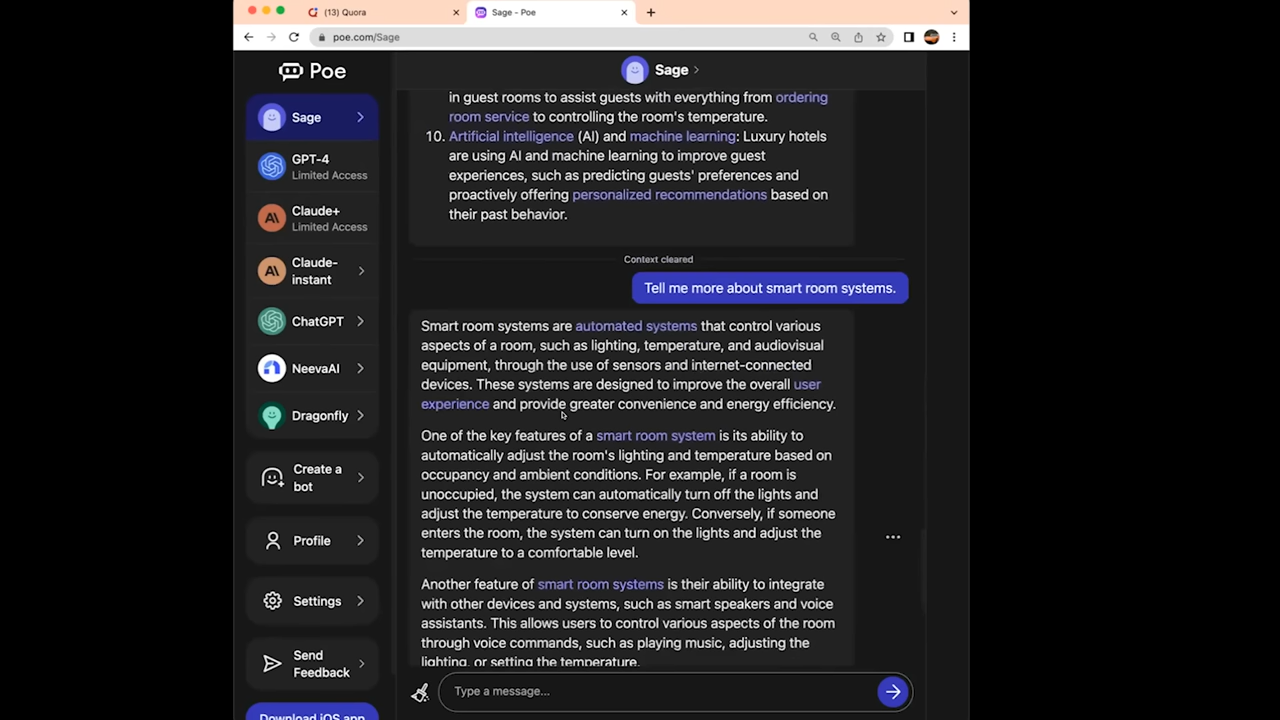 (13) Quora
Sage - Poe
poe.com/Sage
Poe
Sage
Sage
GPT-4
Limited Access
Claude+
Limited Access
Claude-
instant
ChatGPT
NeevaAI
Dragonfly
Create a
bot
Profile
Settings
Send
Feedback
Download iOS app
in guest rooms to assist guests with everything from ordering
room service to controlling the room's temperature.
10. Artificial intelligence (AI) and machine learning: Luxury hotels
are using AI and machine learning to improve guest
experiences, such as predicting guests' preferences and
proactively offering personalized recommendations based on
their past behavior.
Context cleared
Tell me more about smart room systems.
Smart room systems are automated systems that control various
aspects of a room, such as lighting, temperature, and audiovisual
equipment, through the use of sensors and internet-connected
devices. These systems are designed to improve the overall user
experience and provide greater convenience and energy efficiency.
One of the key features of a smart room system is its ability to
automatically adjust the room's lighting and temperature based on
occupancy and ambient conditions. For example, if a room is
unoccupied, the system can automatically turn off the lights and
adjust the temperature to conserve energy. Conversely, if someone
enters the room, the system can turn on the lights and adjust the
temperature to a comfortable level.
Another feature of smart room systems is their ability to integrate
with other devices and systems, such as smart speakers and voice
assistants. This allows users to control various aspects of the room
through voice commands, such as playing music, adjusting the
lighting, or setting the temperature.
Type a message...